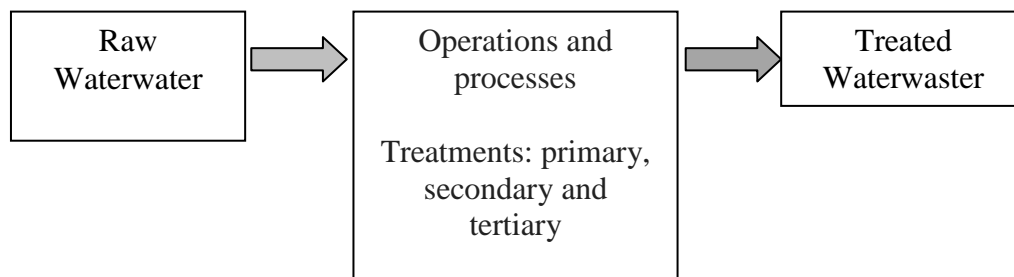 Raw
Waterwater
Operations and
processes
Treatments: primary,
secondary and
tertiary
Treated
Waterwaster